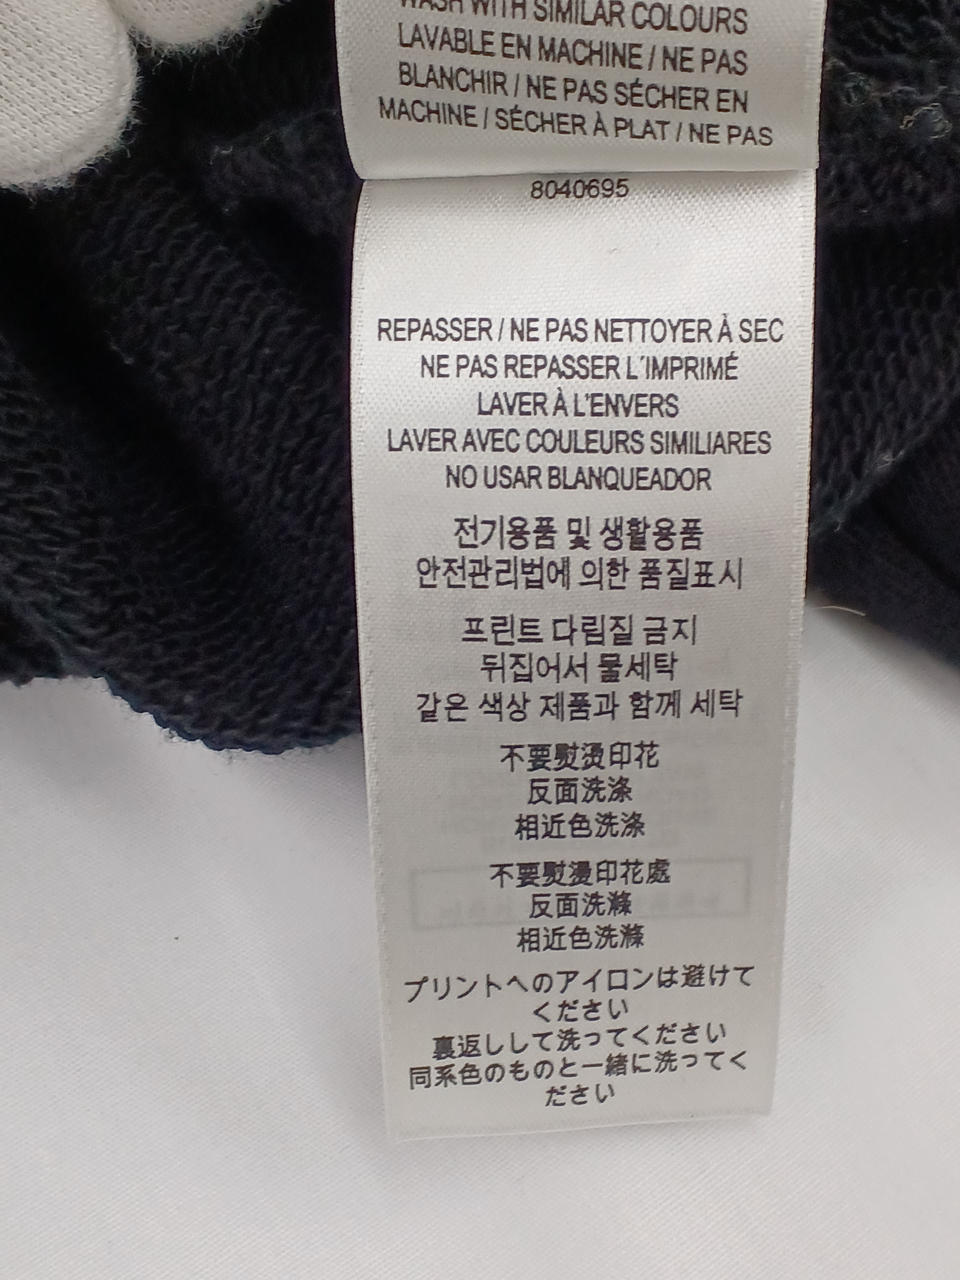 WASH WITH SIMILAR COLOURS
LAVABLE EN MACHINE / NE PAS
BLANCHIR / NE PAS SÉCHER EN
MACHINE / SÉCHER À PLAT / NE PAS
8040695
REPASSER / NE PAS NETTOYER À SEC
NE PAS REPASSER L´IMPRIMÉ
LAVER À L'ENVERS
LAVER AVEC COULEURS SIMILIARES
NO USAR BLANQUEADOR
전기용품 및 생활용품
안전관리법에 의한 품질표시
프린트 다림질 금지
뒤집어서 물세탁
같은 색상 제품과 함께 세탁
不要熨烫印花
反面洗涤
相近色洗涤
不要熨燙印花處
反面洗滌
相近色洗滌
プリントへのアイロンは避けて
ください
裏返しして洗ってください
同系色のものと一緒に洗ってく
ださい